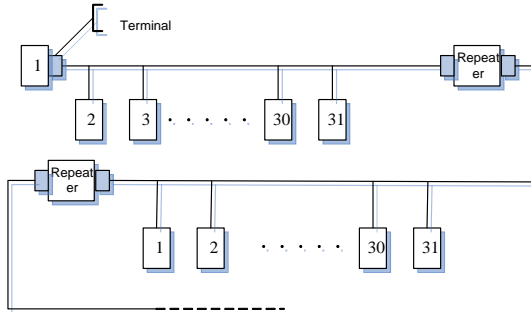 Terminal
1
Repeat
er
2 3 . . . . . 30 31
Repeat
er
1 2 . . . . . 30 31